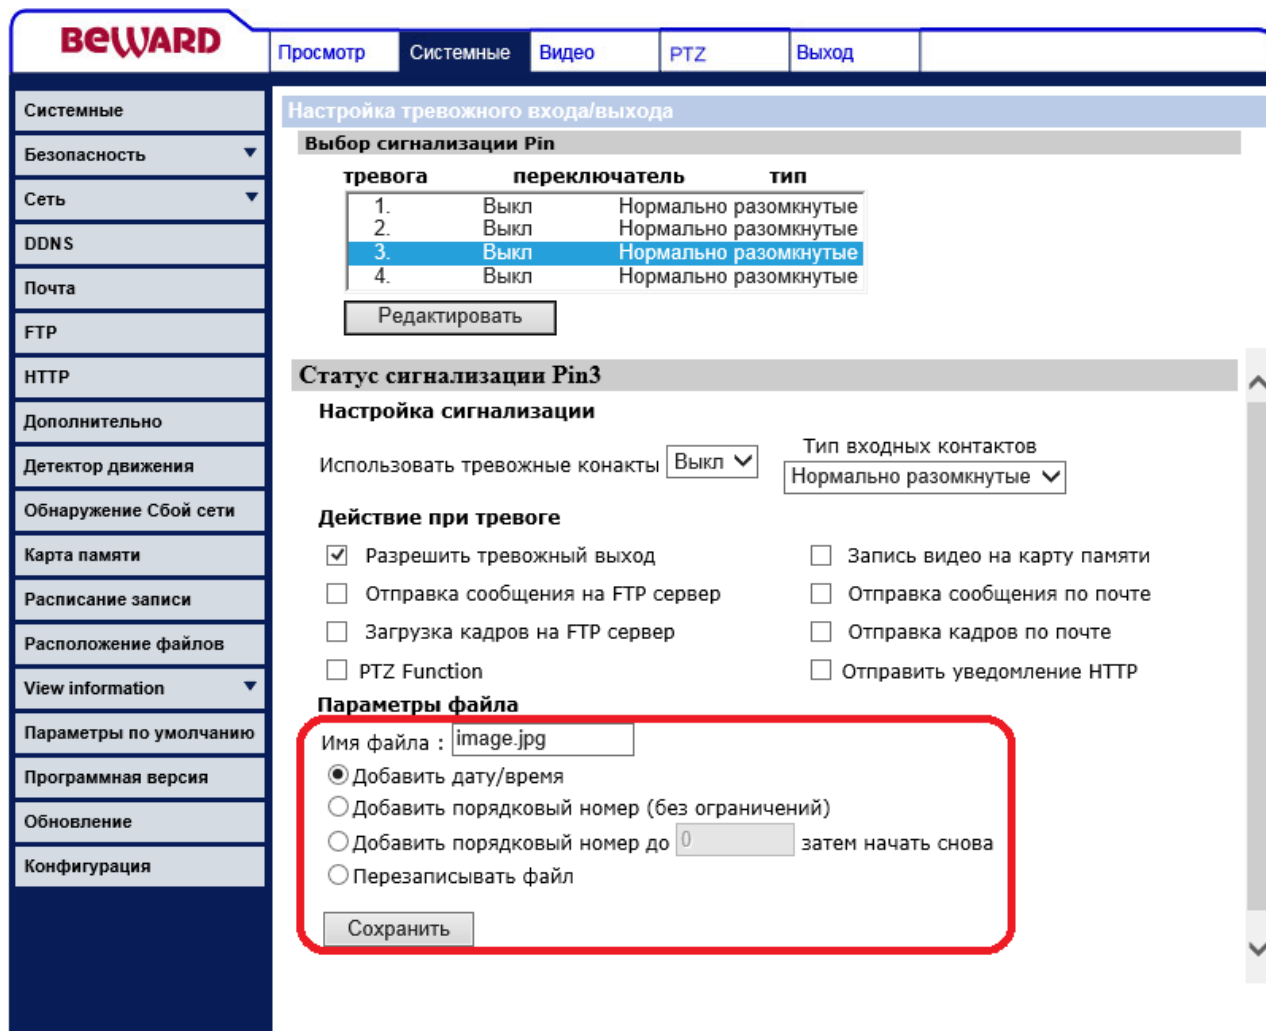 BEWARD
Просмотр
Системные
Видео
PTZ
Выход
Системные
Безопасность
Сеть
DDNS
Почта
FTP
HTTP
Дополнительно
Детектор движения
Обнаружение Сбой сети
Карта памяти
Расписание записи
Расположение файлов
View information
Параметры по умолчанию
Программная версия
Обновление
Конфигурация
Настройка тревожного входа/выхода
Выбор сигнализации Pin
тревога переключатель тип
1. Выкл Нормально разомкнутые
2. Выкл Нормально разомкнутые
3. Выкл Нормально разомкнутые
4. Выкл Нормально разомкнутые
Редактировать
Статус сигнализации Pin3
Настройка сигнализации
Использовать тревожные конакты Выкл
Тип входных контактов
Нормально разомкнутые
Действие при тревоге
Разрешить тревожный выход Запись видео на карту памяти
Отправка сообщения на FTP сервер Отправка сообщения по почте
Загрузка кадров на FTP сервер Отправка кадров по почте
PTZ Function Отправить уведомление HTTP
Параметры файла
Имя файла : image.jpg
Добавить дату/время
Добавить порядковый номер (без ограничений)
Добавить порядковый номер до 0 затем начать снова
Перезаписывать файл
Сохранить